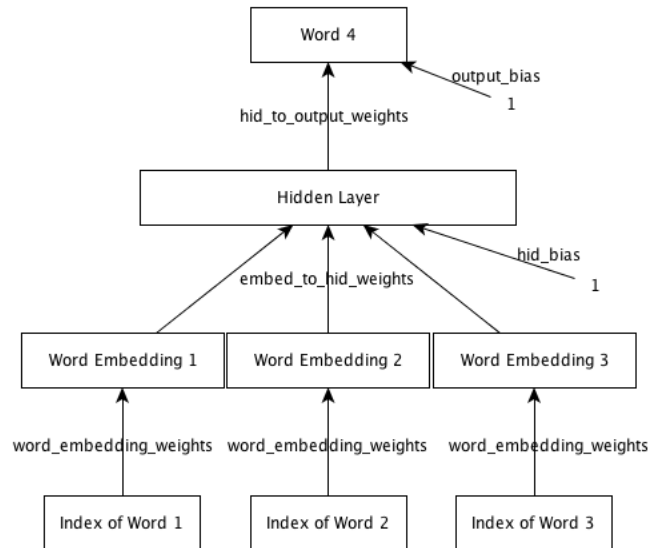 Word 4
output_bias
1
hid_to_output_weights
Hidden Layer
hid_bias
1
embed_to_hid_weights
Word Embedding 1 Word Embedding 2 Word Embedding 3
word_embedding_weights word_embedding_weights word_embedding_weights
Index of Word 1 Index of Word 2 Index of Word 3